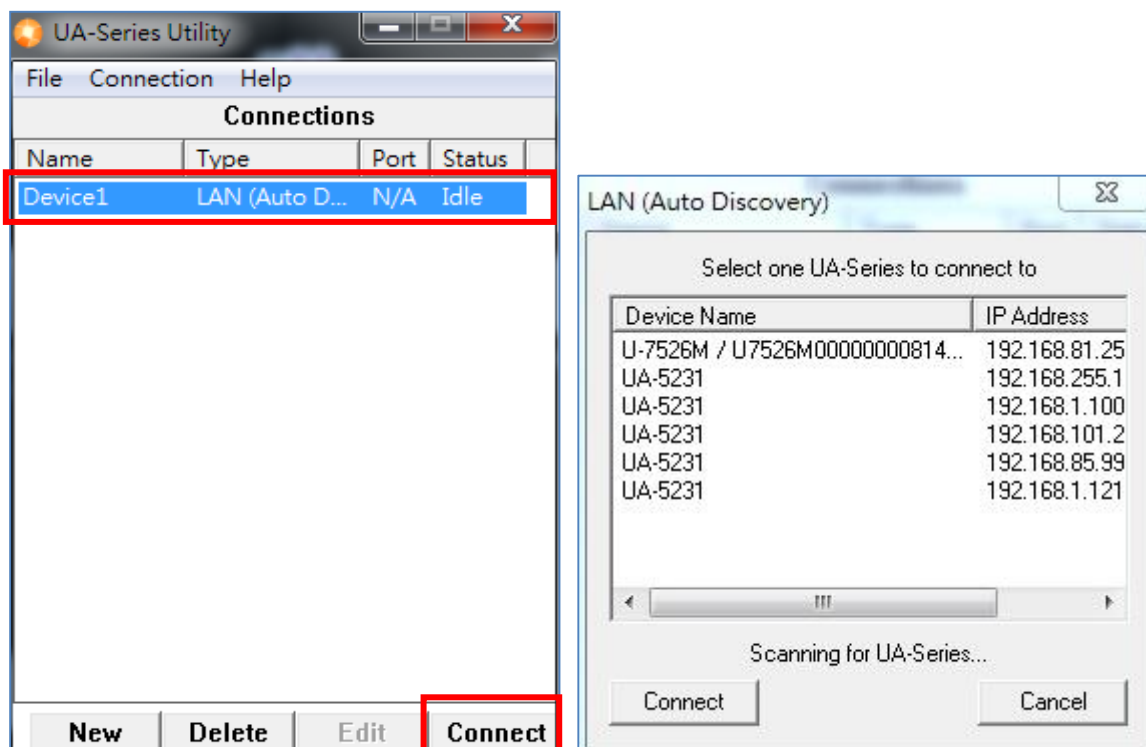 UA-Series Utility
File Connection Help
Connections
Name Type Port Status
Device1 LAN (Auto D... N/A Idle
New Delete Edit Connect
LAN (Auto Discovery)
Select one UA-Series to connect to
Device Name IP Address
U-7526M / U7526M00000000814... 192.168.81.25
UA-5231 192.168.255.1
UA-5231 192.168.1.100
UA-5231 192.168.101.2
UA-5231 192.168.85.99
UA-5231 192.168.1.121
Scanning for UA-Series...
Connect Cancel